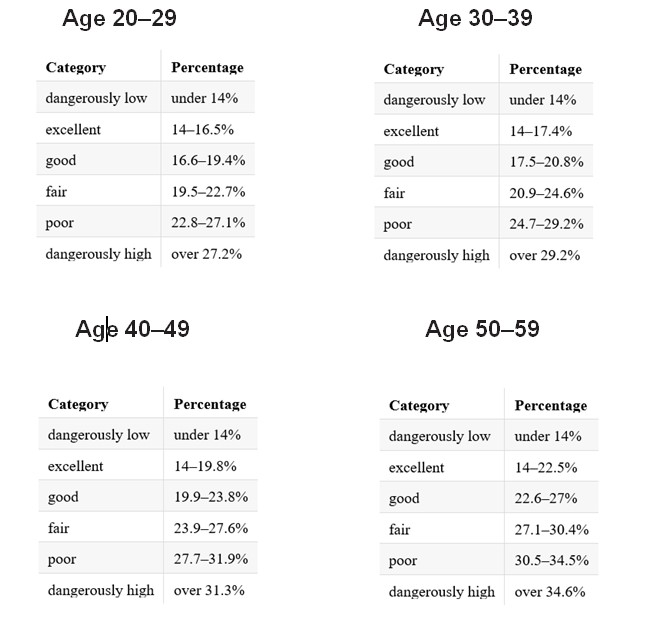 Age 20–29
Category Percentage
dangerously low under 14%
excellent 14–16.5%
good 16.6–19.4%
fair 19.5–22.7%
poor 22.8–27.1%
dangerously high over 27.2%
Age 30–39
Category Percentage
dangerously low under 14%
excellent 14–17.4%
good 17.5–20.8%
fair 20.9–24.6%
poor 24.7–29.2%
dangerously high over 29.2%
Age 40–49
Category Percentage
dangerously low under 14%
excellent 14–19.8%
good 19.9–23.8%
fair 23.9–27.6%
poor 27.7–31.9%
dangerously high over 31.3%
Age 50–59
Category Percentage
dangerously low under 14%
excellent 14–22.5%
good 22.6–27%
fair 27.1–30.4%
poor 30.5–34.5%
dangerously high over 34.6%